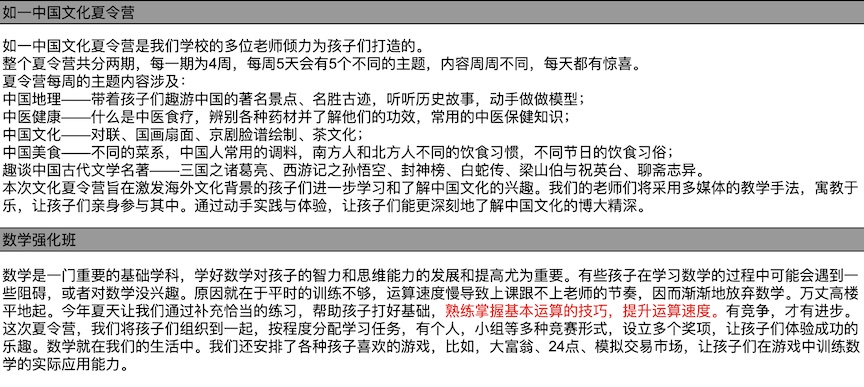 如一中国文化夏令营
如一中国文化夏令营是我们学校的多位老师倾力为孩子们打造的。
整个夏令营共分两期，每一期为4周，每周5天会有5个不同的主题，内容周周不同，每天都有惊喜。
夏令营每周的主题内容涉及：
中国地理——带着孩子们趣游中国的著名景点、名胜古迹，听听历史故事，动手做做模型；
中医健康——什么是中医食疗，辨别各种药材并了解他们的功效，常用的中医保健知识；
中国文化——对联、国画扇面、京剧脸谱绘制、茶文化；
中国美食——不同的菜系，中国人常用的调料，南方人和北方人不同的饮食习惯，不同节日的饮食习俗；
趣谈中国古代文学名著——三国之诸葛亮、西游记之孙悟空、封神榜、白蛇传、梁山伯与祝英台、聊斋志异。
本次文化夏令营旨在激发海外文化背景的孩子们进一步学习和了解中国文化的兴趣。我们的老师们将采用多媒体的教学手法，寓教于
乐，让孩子们亲身参与其中。通过动手实践与体验，让孩子们能更深刻地了解中国文化的博大精深。
数学强化班
数学是一门重要的基础学科，学好数学对孩子的智力和思维能力的发展和提高尤为重要。有些孩子在学习数学的过程中可能会遇到一
些阻碍，或者对数学没兴趣。原因就在于平时的训练不够，运算速度慢导致上课跟不上老师的节奏，因而渐渐地放弃数学。万丈高楼
平地起。今年夏天让我们通过补充恰当的练习，帮助孩子打好基础，熟练掌握基本运算的技巧，提升运算速度。有竞争，才有进步。
这次夏令营，我们将孩子们组织到一起，按程度分配学习任务，有个人，小组等多种竞赛形式，设立多个奖项，让孩子们体验成功的
乐趣。数学就在我们的生活中。我们还安排了各种孩子喜欢的游戏，比如，大富翁、24点、模拟交易市场，让孩子们在游戏中训练数
学的实际应用能力。